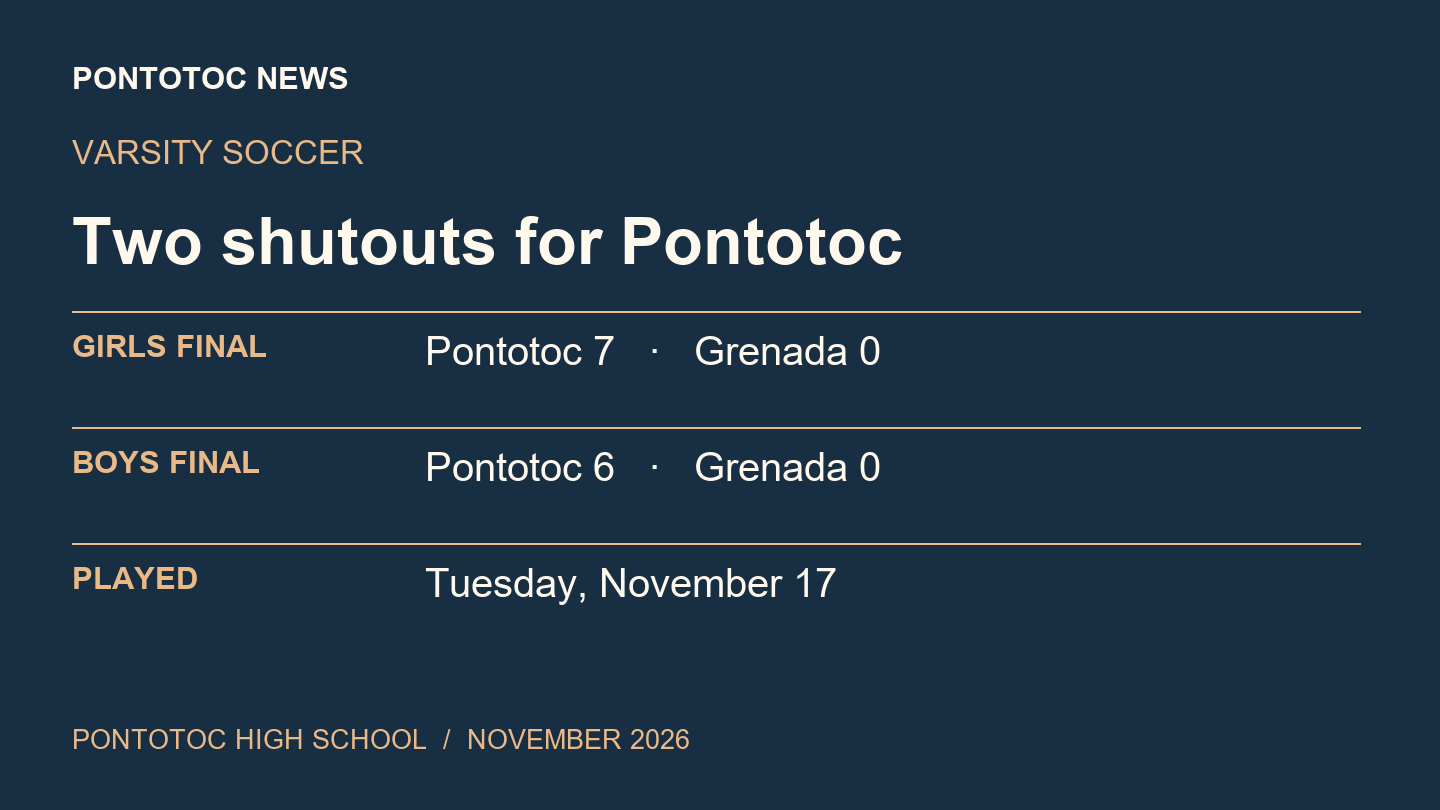 PONTOTOC NEWS
VARSITY SOCCER
Two shutouts for Pontotoc
GIRLS FINAL Pontotoc 7 · Grenada 0
BOYS FINAL Pontotoc 6 · Grenada 0
PLAYED Tuesday, November 17
PONTOTOC HIGH SCHOOL / NOVEMBER 2026